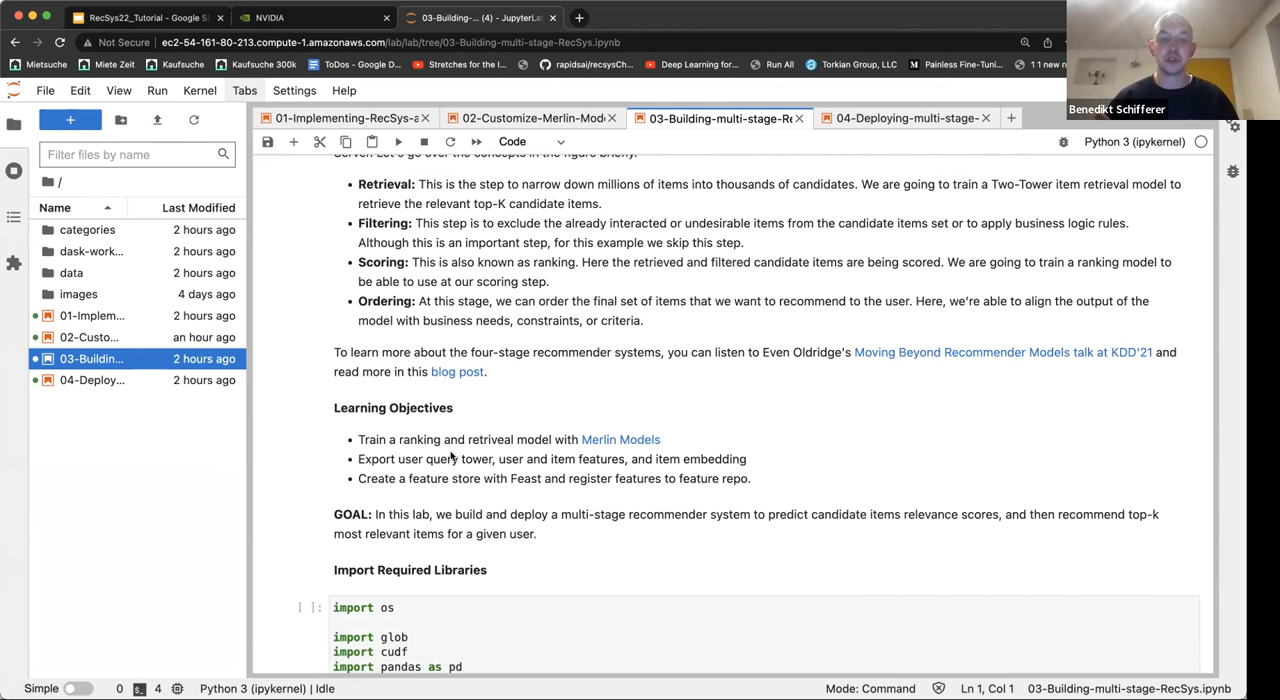 RecSys22_Tutorial - Google S
NVIDIA
03-Building-... (4) - JupyterLa
Not Secure
ec2-54-161-80-213.compute-1.amazonaws.com/lab/lab/tree/03-Building-multi-stage-RecSys.ipynb
Mietsuche
Miete Zeit
Kaufsuche
Kaufsuche 300k
ToDos - Google D...
Stretches for the l...
rapidsai/recsysCh...
Deep Learning for...
Run All
Torkian Group, LLC
Painless Fine-Tuni...
1 1 new n
Benedikt Schifferer
File Edit View Run Kernel Tabs Settings Help
01-Implementing-RecSys-a
02-Customize-Merlin-Mode
03-Building-multi-stage-Re
04-Deploying-multi-stage-
Code
Python 3 (ipykernel)
Filter files by name
/
Name Last Modified
categories 2 hours ago
dask-work... 2 hours ago
data 2 hours ago
images 4 days ago
01-Implem... 2 hours ago
02-Custo... an hour ago
03-Buildin... 2 hours ago
04-Deploy... 2 hours ago
Let's go over the concepts in the figure briefly.
• Retrieval: This is the step to narrow down millions of items into thousands of candidates. We are going to train a Two-Tower item retrieval model to
retrieve the relevant top-K candidate items.
• Filtering: This step is to exclude the already interacted or undesirable items from the candidate items set or to apply business logic rules.
Although this is an important step, for this example we skip this step.
• Scoring: This is also known as ranking. Here the retrieved and filtered candidate items are being scored. We are going to train a ranking model to
be able to use at our scoring step.
• Ordering: At this stage, we can order the final set of items that we want to recommend to the user. Here, we're able to align the output of the
model with business needs, constraints, or criteria.
To learn more about the four-stage recommender systems, you can listen to Even Oldridge's Moving Beyond Recommender Models talk at KDD'21 and
read more in this blog post.
Learning Objectives
• Train a ranking and retriveal model with Merlin Models
• Export user query tower, user and item features, and item embedding
• Create a feature store with Feast and register features to feature repo.
GOAL: In this lab, we build and deploy a multi-stage recommender system to predict candidate items relevance scores, and then recommend top-k
most relevant items for a given user.
Import Required Libraries
[ ]: import os
import glob
import cudf
import pandas as pd
Simple 0 4 Python 3 (ipykernel) | Idle
Mode: Command Ln 1, Col 1 03-Building-multi-stage-RecSys.ipynb